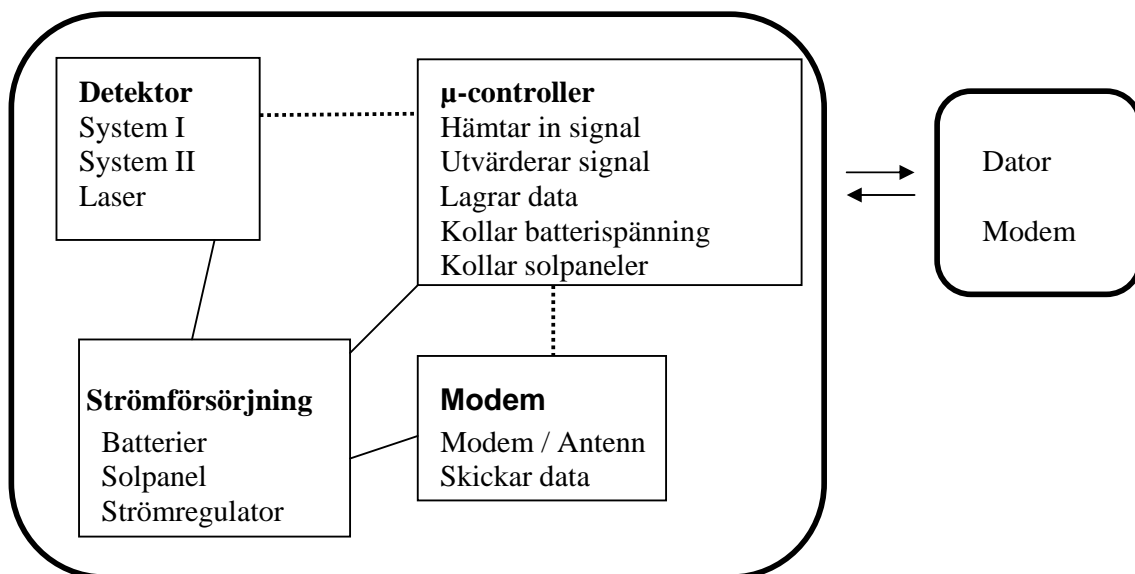 Detektor
System I
System II
Laser
µ-controller
Hämtar in signal
Utvärderar signal
Lagrar data
Kollar batterispänning
Kollar solpaneler
Dator
Modem
Strömförsörjning
Batterier
Solpanel
Strömregulator
Modem
Modem / Antenn
Skickar data